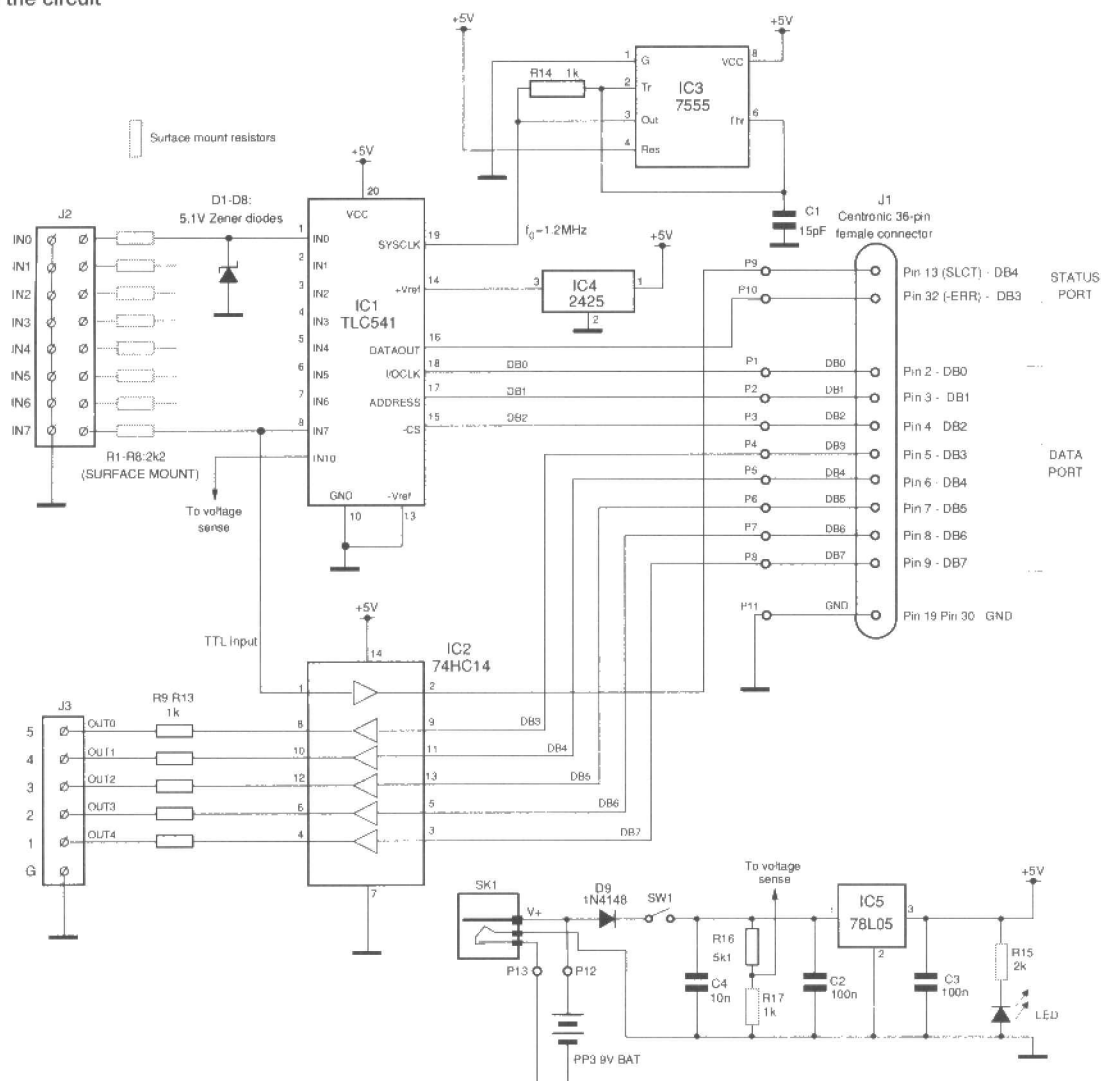 the circuit
+5V
+5V
R14 1k
1 G
VCC 8
2 Tr
IC3
7555
3 Out
Thr 6
4 Res
Surface mount resistors
+5V
D1-D8:
5.1V Zener diodes
C1
15pF
J1
Centronic 36-pin
female connector
J2
IN0
IN1
IN2
IN3
IN4
IN5
IN6
IN7
R1-R8:2k2
(SURFACE MOUNT)
20
VCC
1 IN0
2 IN1
3 IN2
4 IN3
5 IN4
6 IN5
7 IN6
8 IN7
IN10
IC1
TLC541
SYSCLK 19
+Vref 14
DATAOUT 16
I/OCLK 18
ADDRESS 17
-CS 15
GND
-Vref
10
13
To voltage
sense
f0=1.2MHz
+5V
3
IC4
2425
1
2
DB0
DB1
DB2
P9
P10
P1
P2
P3
P4
P5
P6
P7
P8
P11
DB0
DB1
DB2
DB3
DB4
DB5
DB6
DB7
GND
Pin 13 (SLCT) - DB4
Pin 32 (-ERR) - DB3
Pin 2 - DB0
Pin 3 - DB1
Pin 4 DB2
Pin 5 - DB3
Pin 6 - DB4
Pin 7 - DB5
Pin 8 - DB6
Pin 9 - DB7
Pin 19 Pin 30 GND
STATUS
PORT
DATA
PORT
+5V
TTL input
14
IC2
74HC14
1
2
8
9
10
11
12
13
6
5
4
3
7
DB3
DB4
DB5
DB6
DB7
R9 R13
1k
J3
5 OUT0
4 OUT1
3 OUT2
2 OUT3
1 OUT4
G
SK1
V+
D9
1N4148
SW1
P13
P12
PP3 9V BAT
To voltage
sense
R16
5k1
R17
1k
C4
10n
C2
100n
1
IC5
78L05
3
2
C3
100n
+5V
R15
2k
LED